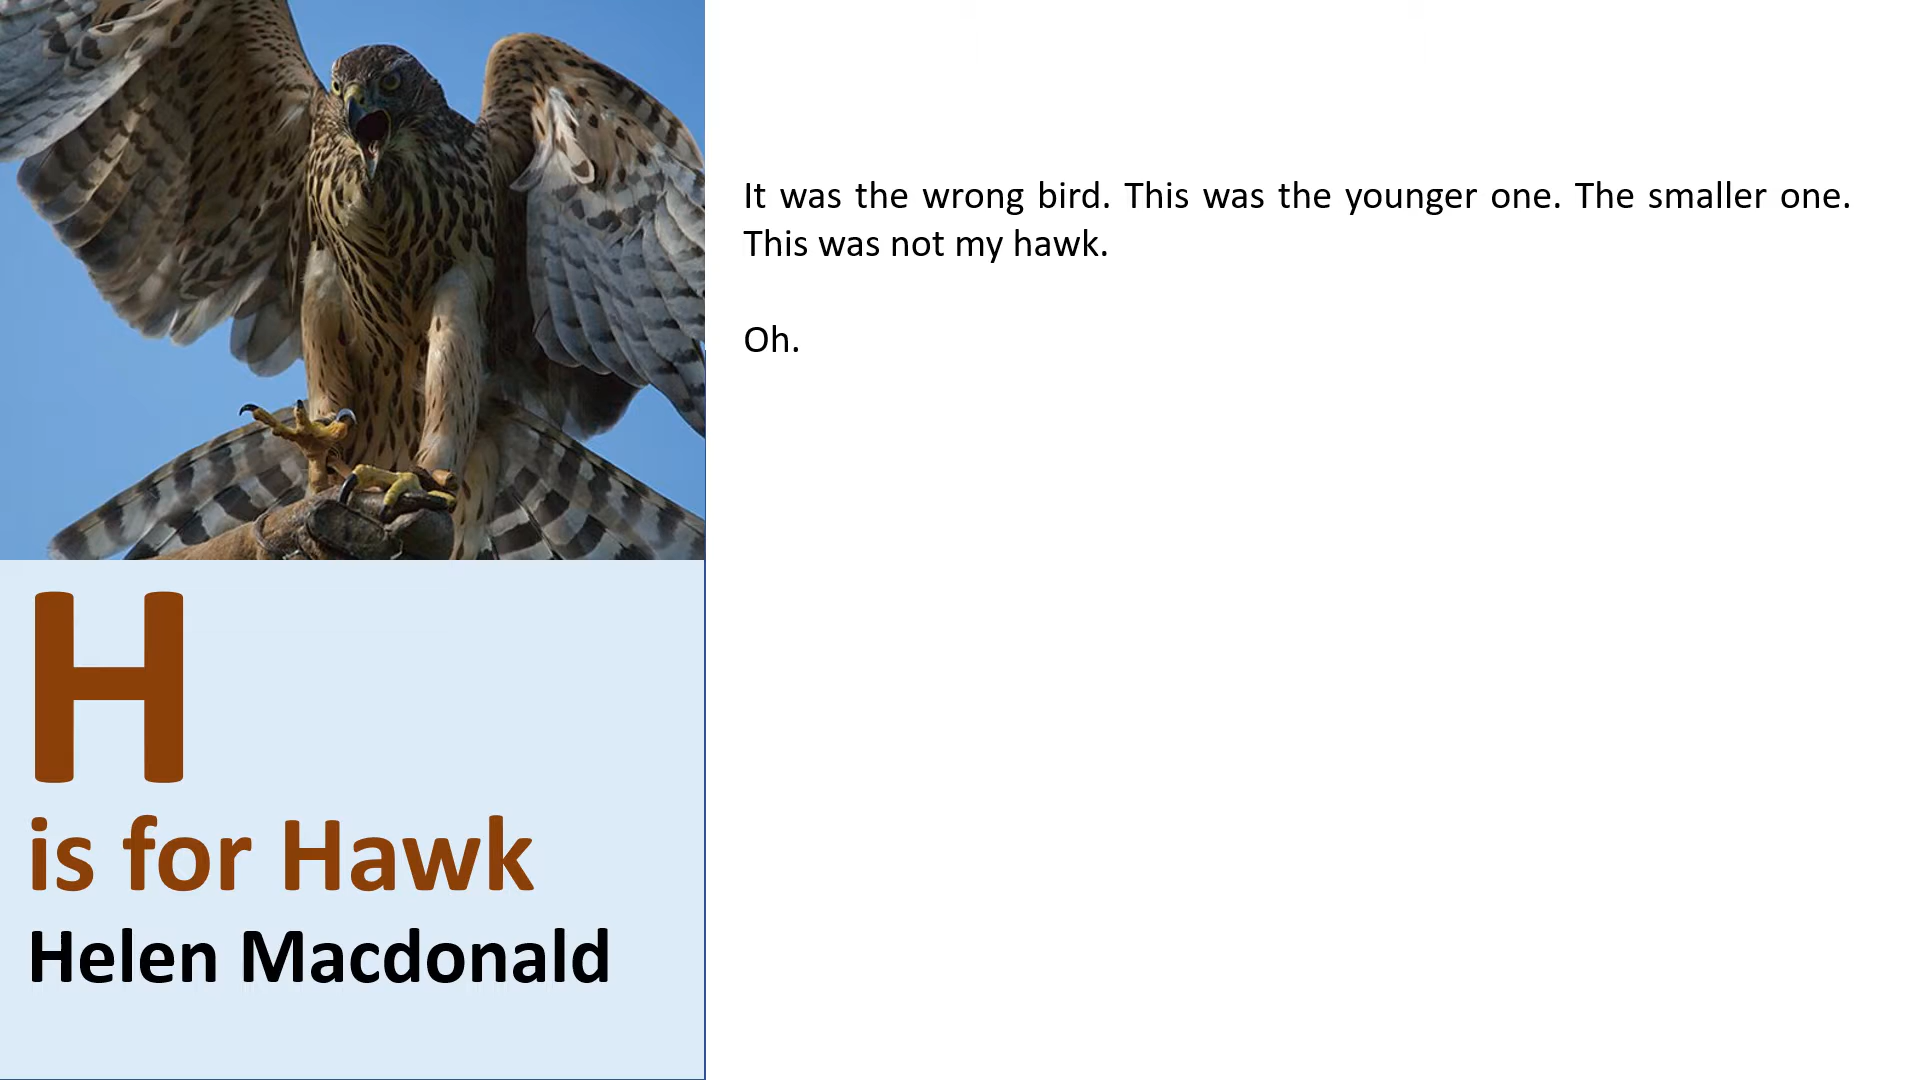 H
is for Hawk
Helen Macdonald
It was the wrong bird. This was the younger one. The smaller one.
This was not my hawk.
Oh.